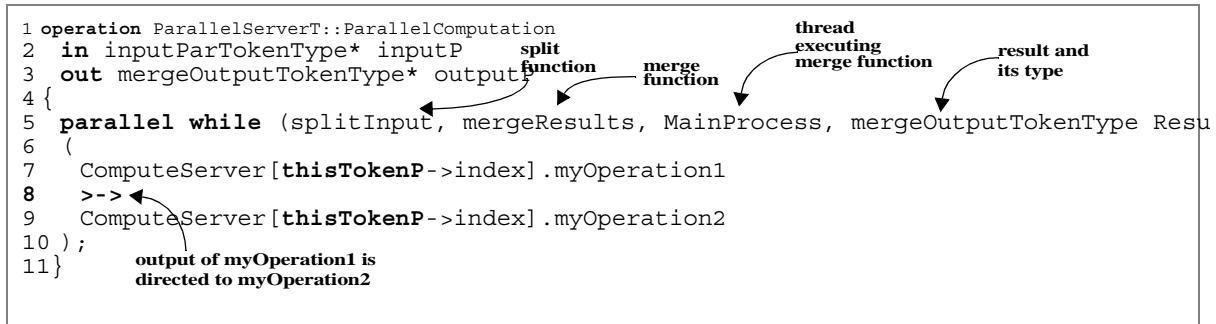 1 operation ParallelServerT::ParallelComputation
2 in inputParTokenType* inputP
3 out mergeOutputTokenType* outputP
split
function
merge
function
thread
executing
merge function
result and
its type
4 {
5 parallel while (splitInput, mergeResults, MainProcess, mergeOutputTokenType Resu
6 (
7 ComputeServer[thisTokenP->index].myOperation1
8 >->
9 ComputeServer[thisTokenP->index].myOperation2
10 );
11}
output of myOperation1 is
directed to myOperation2